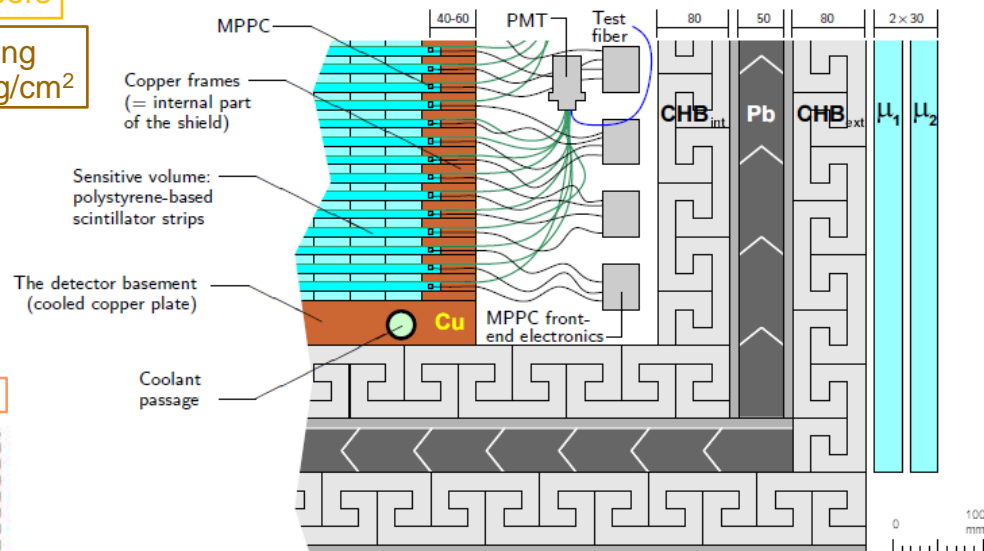 ing
g/cm²
MPPC
40-60
PMT
Test
fiber
80
50
80
2×30
Copper frames
(= internal part
of the shield)
CHBint
Pb
CHBext
μ1
μ2
Sensitive volume:
polystyrene-based
scintillator strips
The detector basement
(cooled copper plate)
Cu
MPPC front-
end electronics
Coolant
passage
0
100
mm